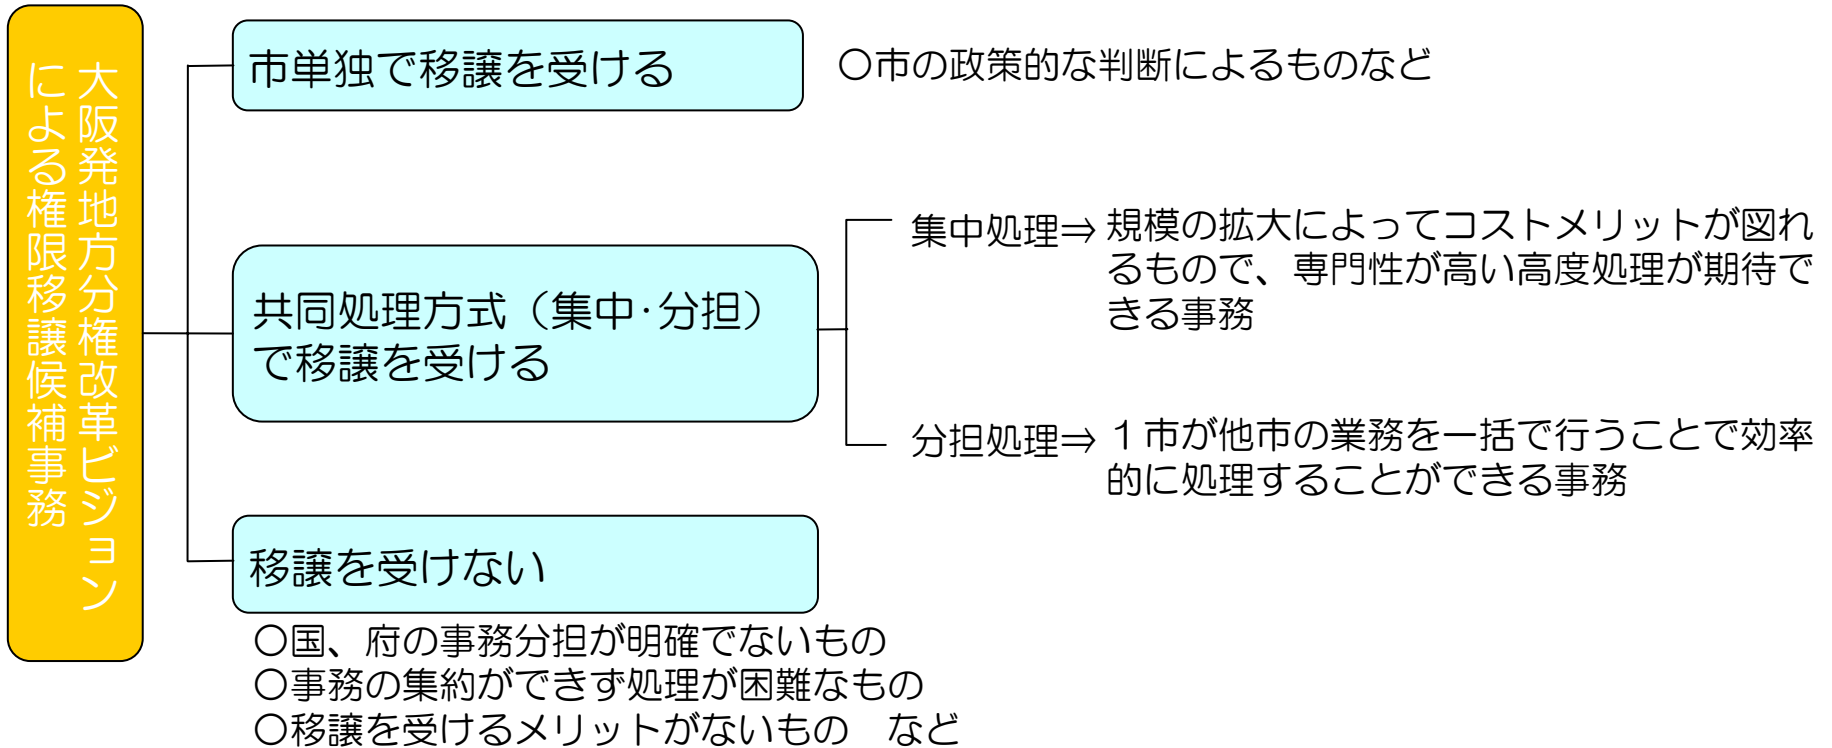 大阪発地方分権改革ビジョン
による権限移譲候補事務
市単独で移譲を受ける
〇市の政策的な判断によるものなど
共同処理方式（集中･分担）
で移譲を受ける
集中処理⇒
規模の拡大によってコストメリットが図れ
るもので、専門性が高い高度処理が期待で
きる事務
分担処理⇒
１市が他市の業務を一括で行うことで効率
的に処理することができる事務
移譲を受けない
〇国、府の事務分担が明確でないもの
〇事務の集約ができず処理が困難なもの
〇移譲を受けるメリットがないもの　など